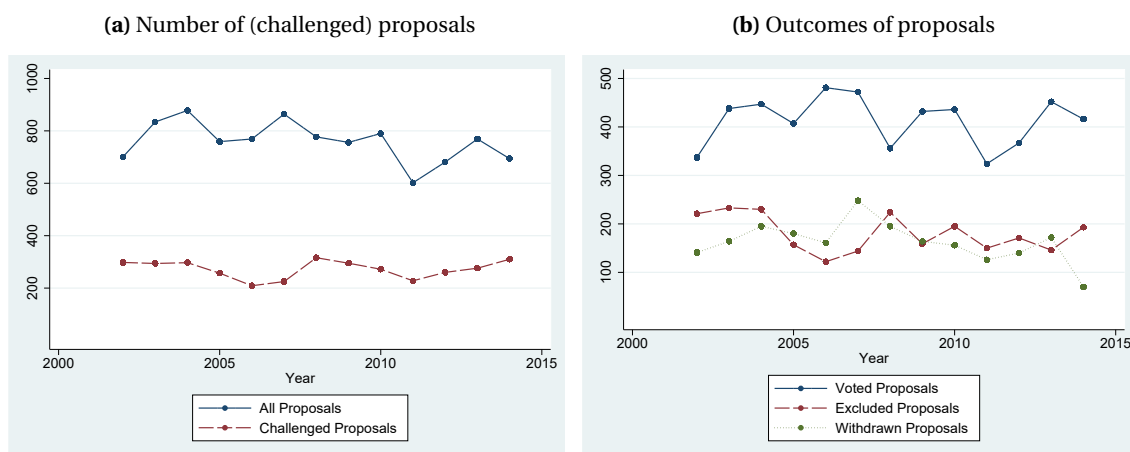 (a) Number of (challenged) proposals
1000
800
600
400
200
2000 2005 2010 2015
Year
All Proposals
Challenged Proposals
(b) Outcomes of proposals
500
400
300
200
100
2000 2005 2010 2015
Year
Voted Proposals
Excluded Proposals
Withdrawn Proposals